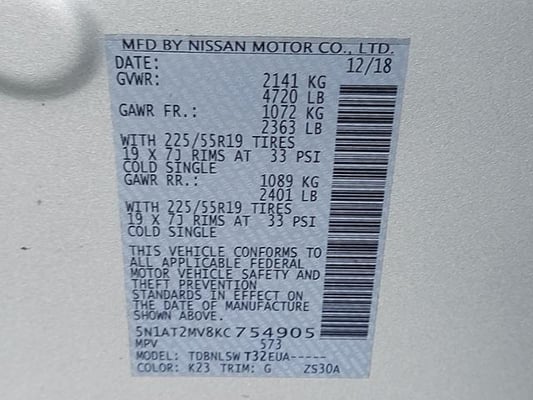 MFD BY NISSAN MOTOR CO., LTD.
DATE: 12/18
GVWR: 2141 KG
4720 LB
GAWR FR.: 1072 KG
2363 LB
WITH 225/55R19 TIRES
19 X 7J RIMS AT 33 PSI
COLD SINGLE
GAWR RR.: 1089 KG
2401 LB
WITH 225/55R19 TIRES
19 X 7J RIMS AT 33 PSI
COLD SINGLE
THIS VEHICLE CONFORMS TO
ALL APPLICABLE FEDERAL
MOTOR VEHICLE SAFETY AND
THEFT PREVENTION
STANDARDS IN EFFECT ON
THE DATE OF MANUFACTURE
SHOWN ABOVE.
5N1AT2MV8KC754905
MPV 573
MODEL: TDBNLSW T32EUA-----
COLOR: K23 TRIM: G ZS30A